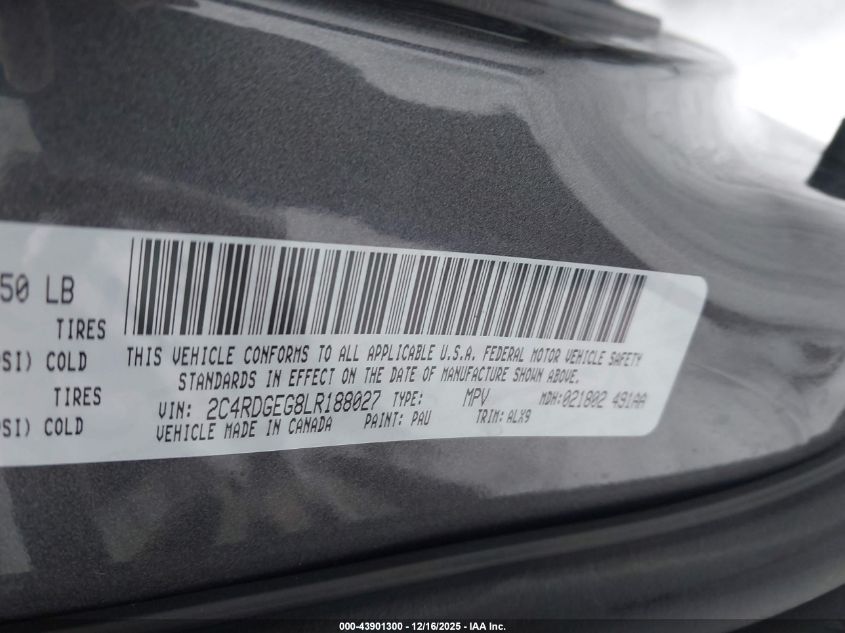 50 LB
TIRES
PSI) COLD
TIRES
PSI) COLD
THIS VEHICLE CONFORMS TO ALL APPLICABLE U.S.A. FEDERAL MOTOR VEHICLE SAFETY
STANDARDS IN EFFECT ON THE DATE OF MANUFACTURE SHOWN ABOVE.
VIN: 2C4RDGEG8LR188027 TYPE: MPV MDH:021802 491AA
VEHICLE MADE IN CANADA PAINT: PAU TRIM: ALX9
000-43901300 - 12/16/2025 - IAA Inc.